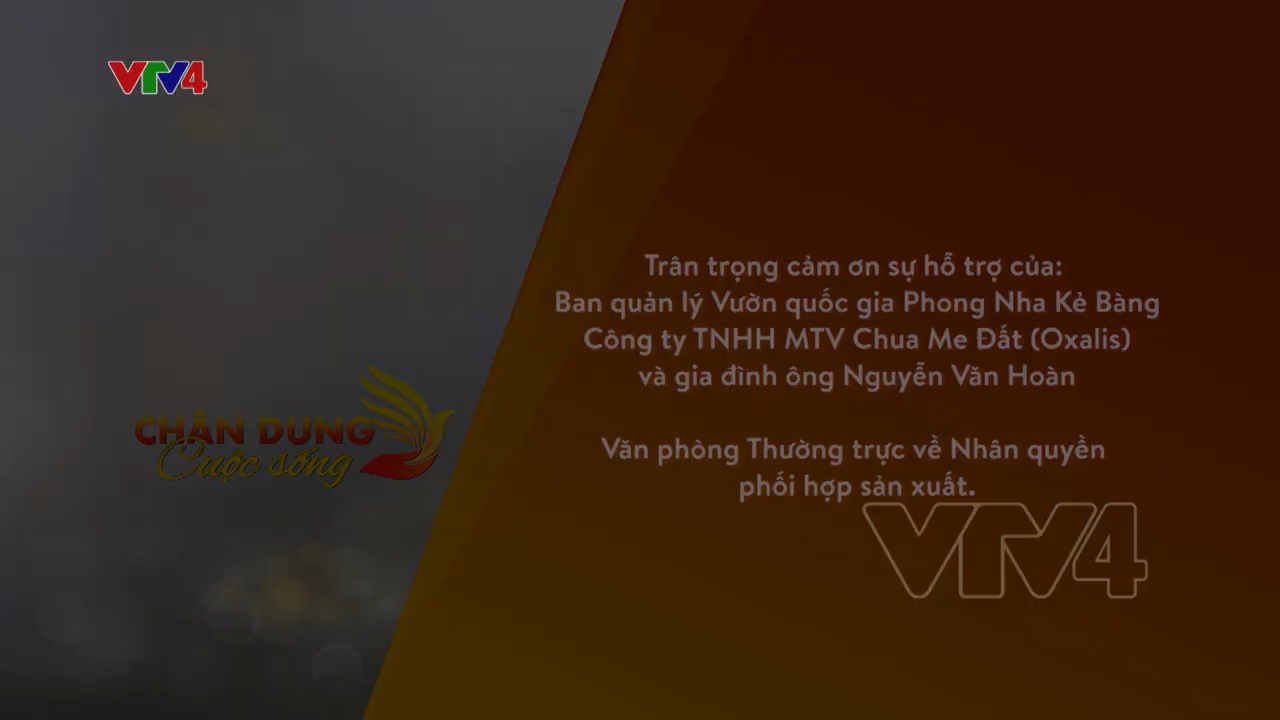 VTV4
Trân trọng cảm ơn sự hỗ trợ của:
Ban quản lý Vườn quốc gia Phong Nha Kẻ Bàng
Công ty TNHH MTV Chua Me Đất (Oxalis)
và gia đình ông Nguyễn Văn Hoàn
CHÂN DUNG
Cuộc sống
Văn phòng Thường trực về Nhân quyền
phối hợp sản xuất.
VTV4